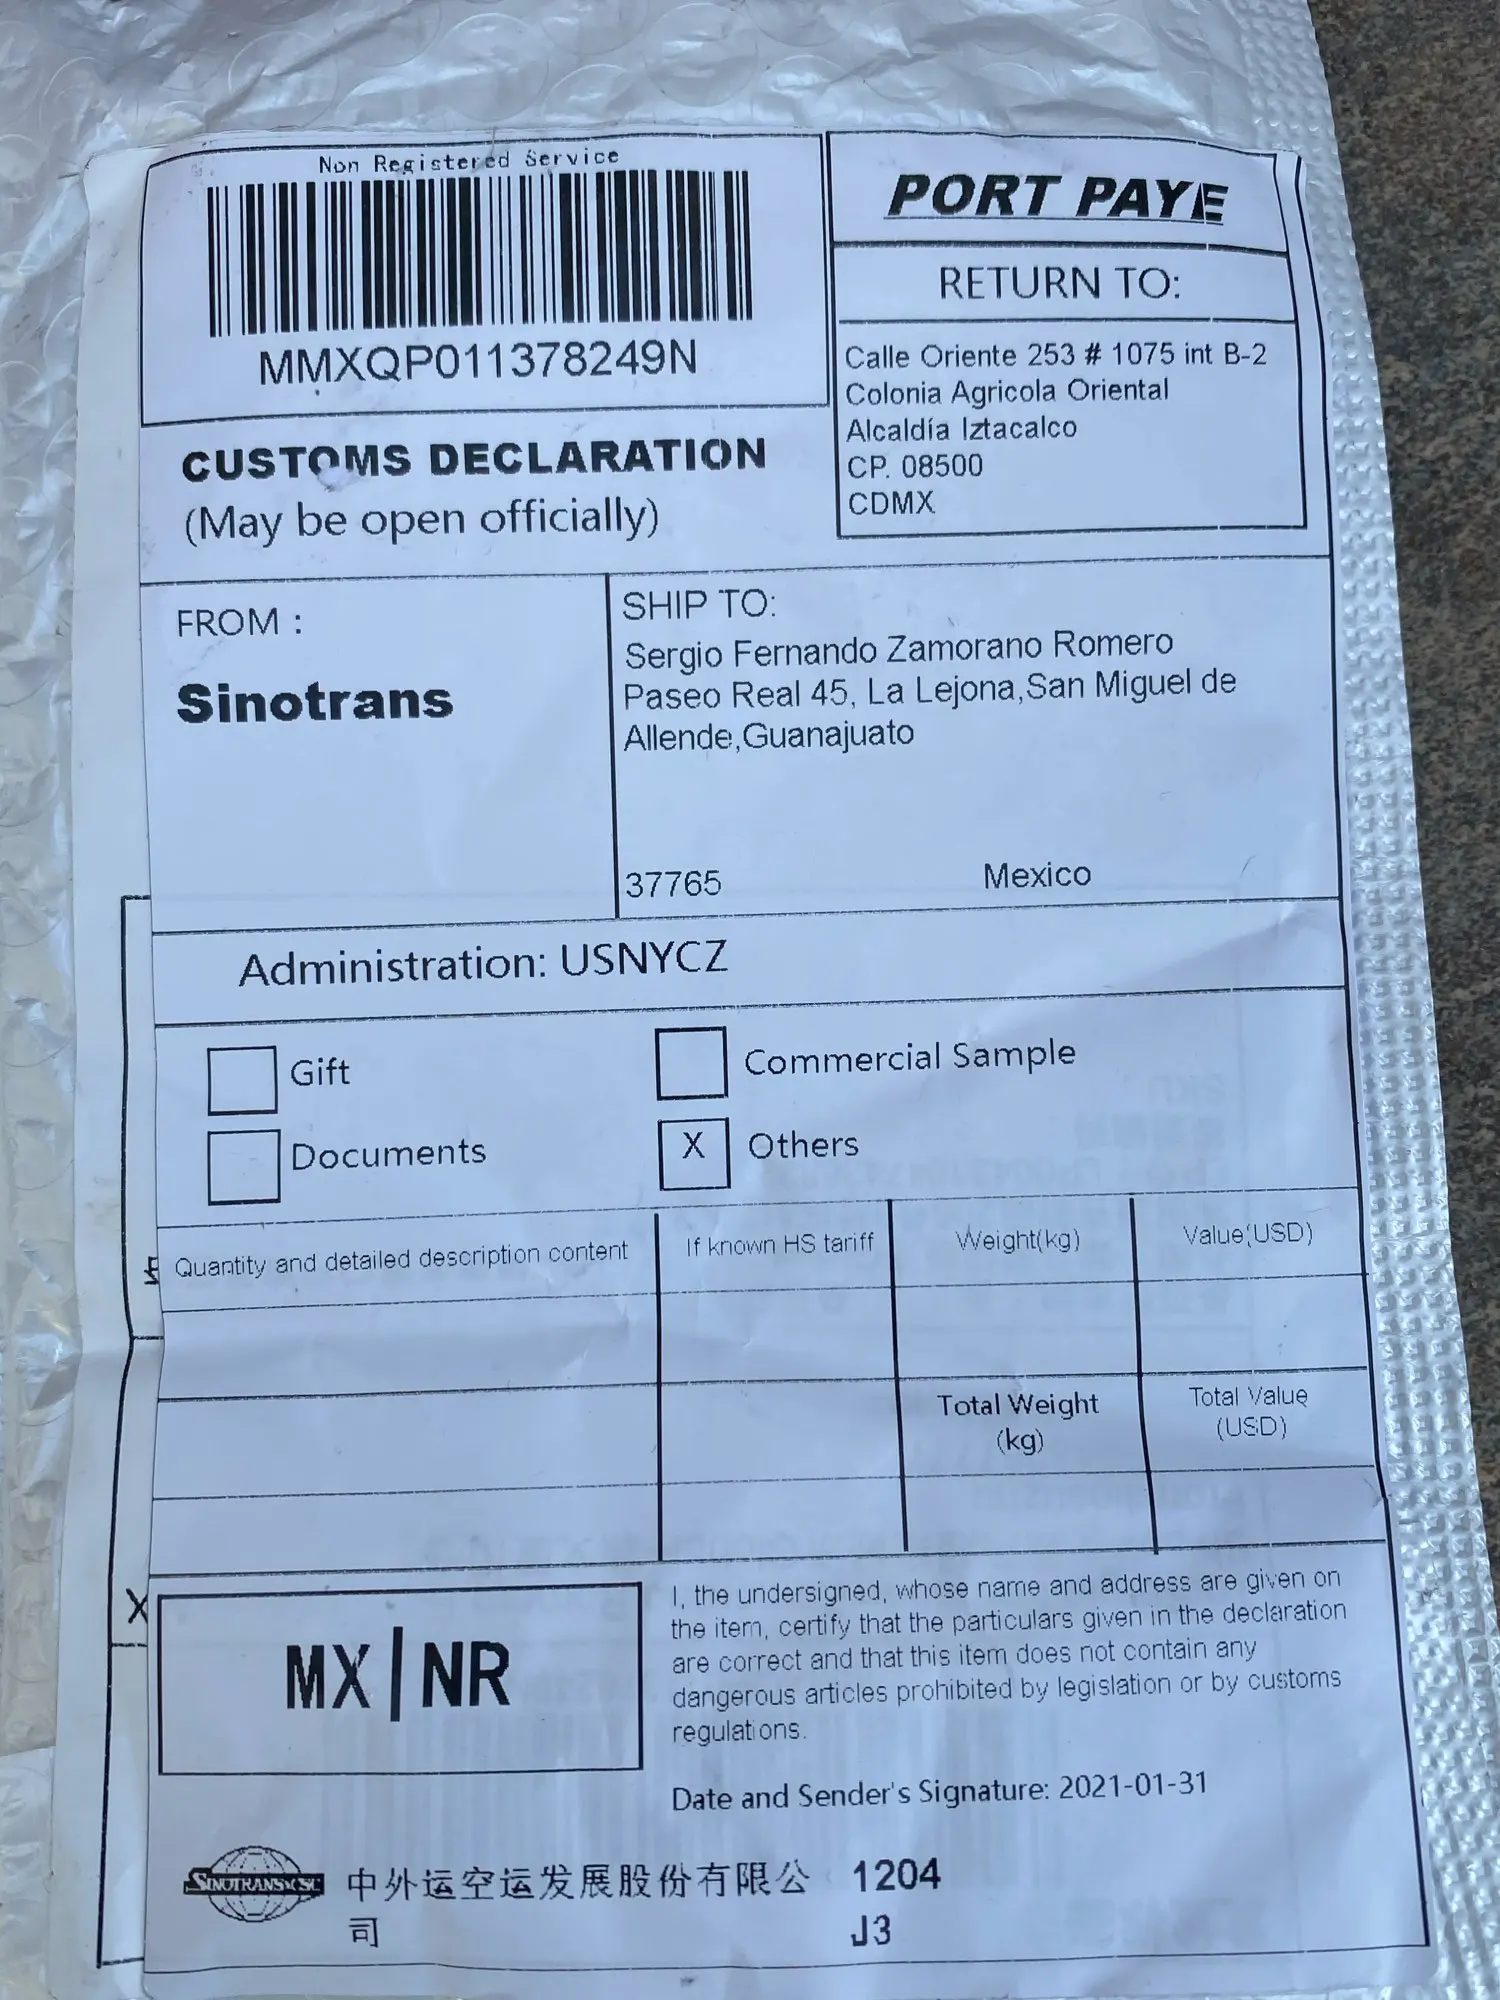 Non Registered Service
MMXQP011378249N
PORT PAYE
RETURN TO:
Calle Oriente 253 # 1075 int B-2
Colonia Agricola Oriental
Alcaldía Iztacalco
CP. 08500
CDMX
CUSTOMS DECLARATION
(May be open officially)
FROM :
Sinotrans
SHIP TO:
Sergio Fernando Zamorano Romero
Paseo Real 45, La Lejona,San Miguel de
Allende,Guanajuato
37765 Mexico
Administration: USNYCZ
Gift
Commercial Sample
Documents
X Others
Quantity and detailed description content
If known HS tariff
Weight(kg)
Value(USD)
Total Weight
(kg)
Total Value
(USD)
X
MX|NR
I, the undersigned, whose name and address are given on
the item, certify that the particulars given in the declaration
are correct and that this item does not contain any
dangerous articles prohibited by legislation or by customs
regulations.
Date and Sender's Signature: 2021-01-31
SINOTRANS&CSC
中外运空运发展股份有限公
司
1204
J3